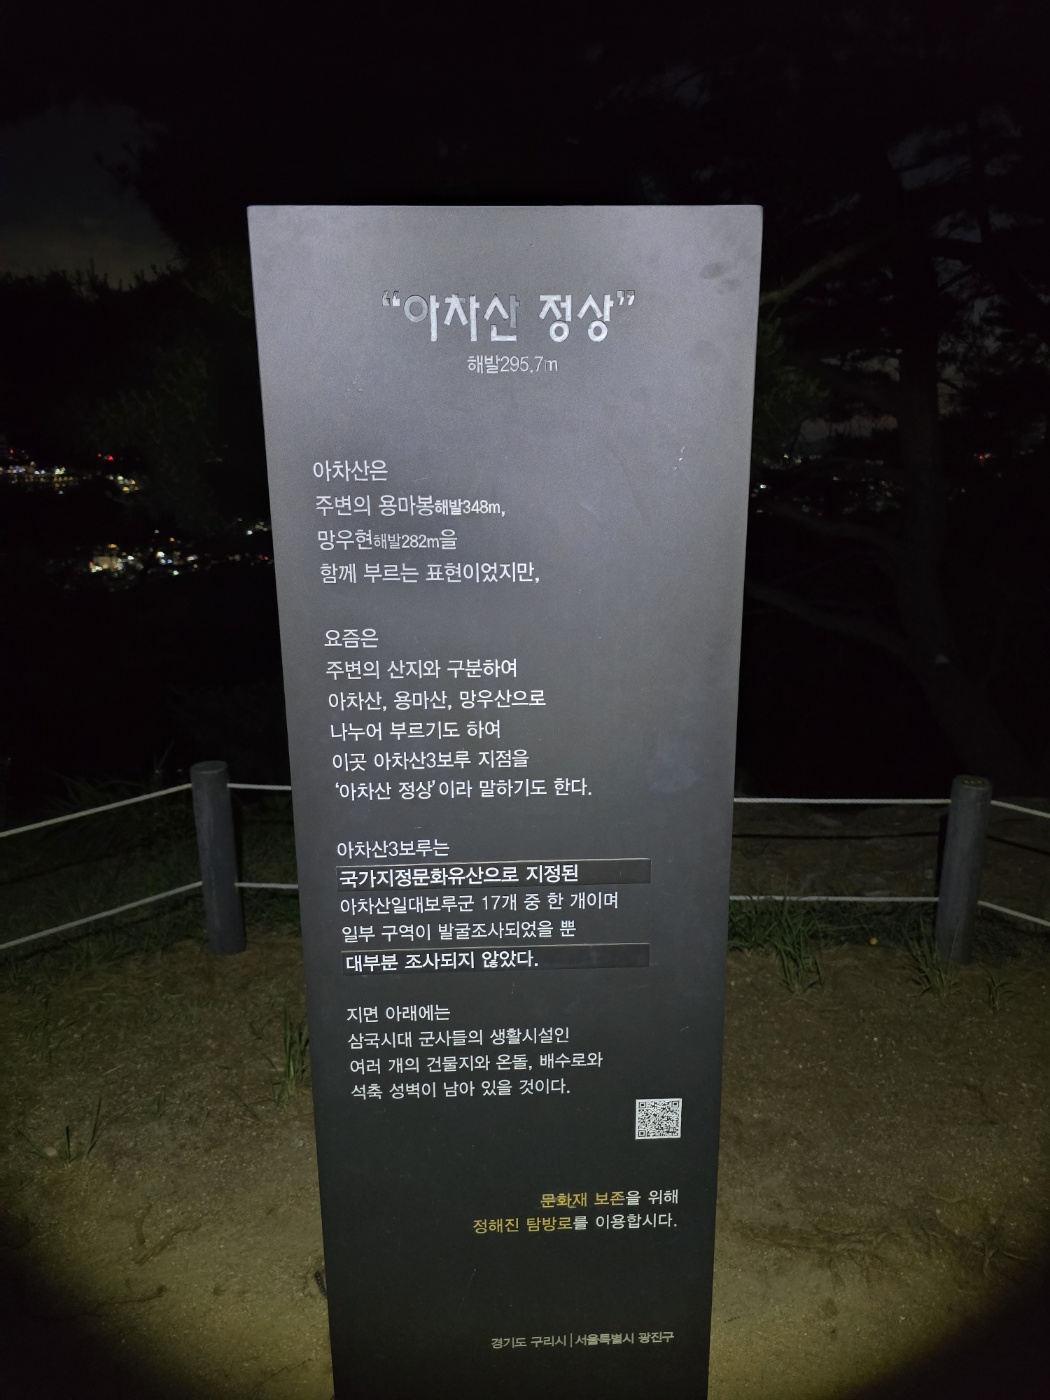 “아차산 정상”
해발295.7m
아차산은
주변의 용마봉해발348m,
망우현해발282m을
함께 부르는 표현이었지만,
요즘은
주변의 산지와 구분하여
아차산, 용마산, 망우산으로
나누어 부르기도 하여
이곳 아차산3보루 지점을
‘아차산 정상’이라 말하기도 한다.
아차산3보루는
국가지정문화유산으로 지정된
아차산일대보루군 17개 중 한 개이며
일부 구역이 발굴조사되었을 뿐
대부분 조사되지 않았다.
지면 아래에는
삼국시대 군사들의 생활시설인
여러 개의 건물지와 온돌, 배수로와
석축 성벽이 남아 있을 것이다.
문화재 보존을 위해
정해진 탐방로를 이용합시다.
경기도 구리시 | 서울특별시 광진구